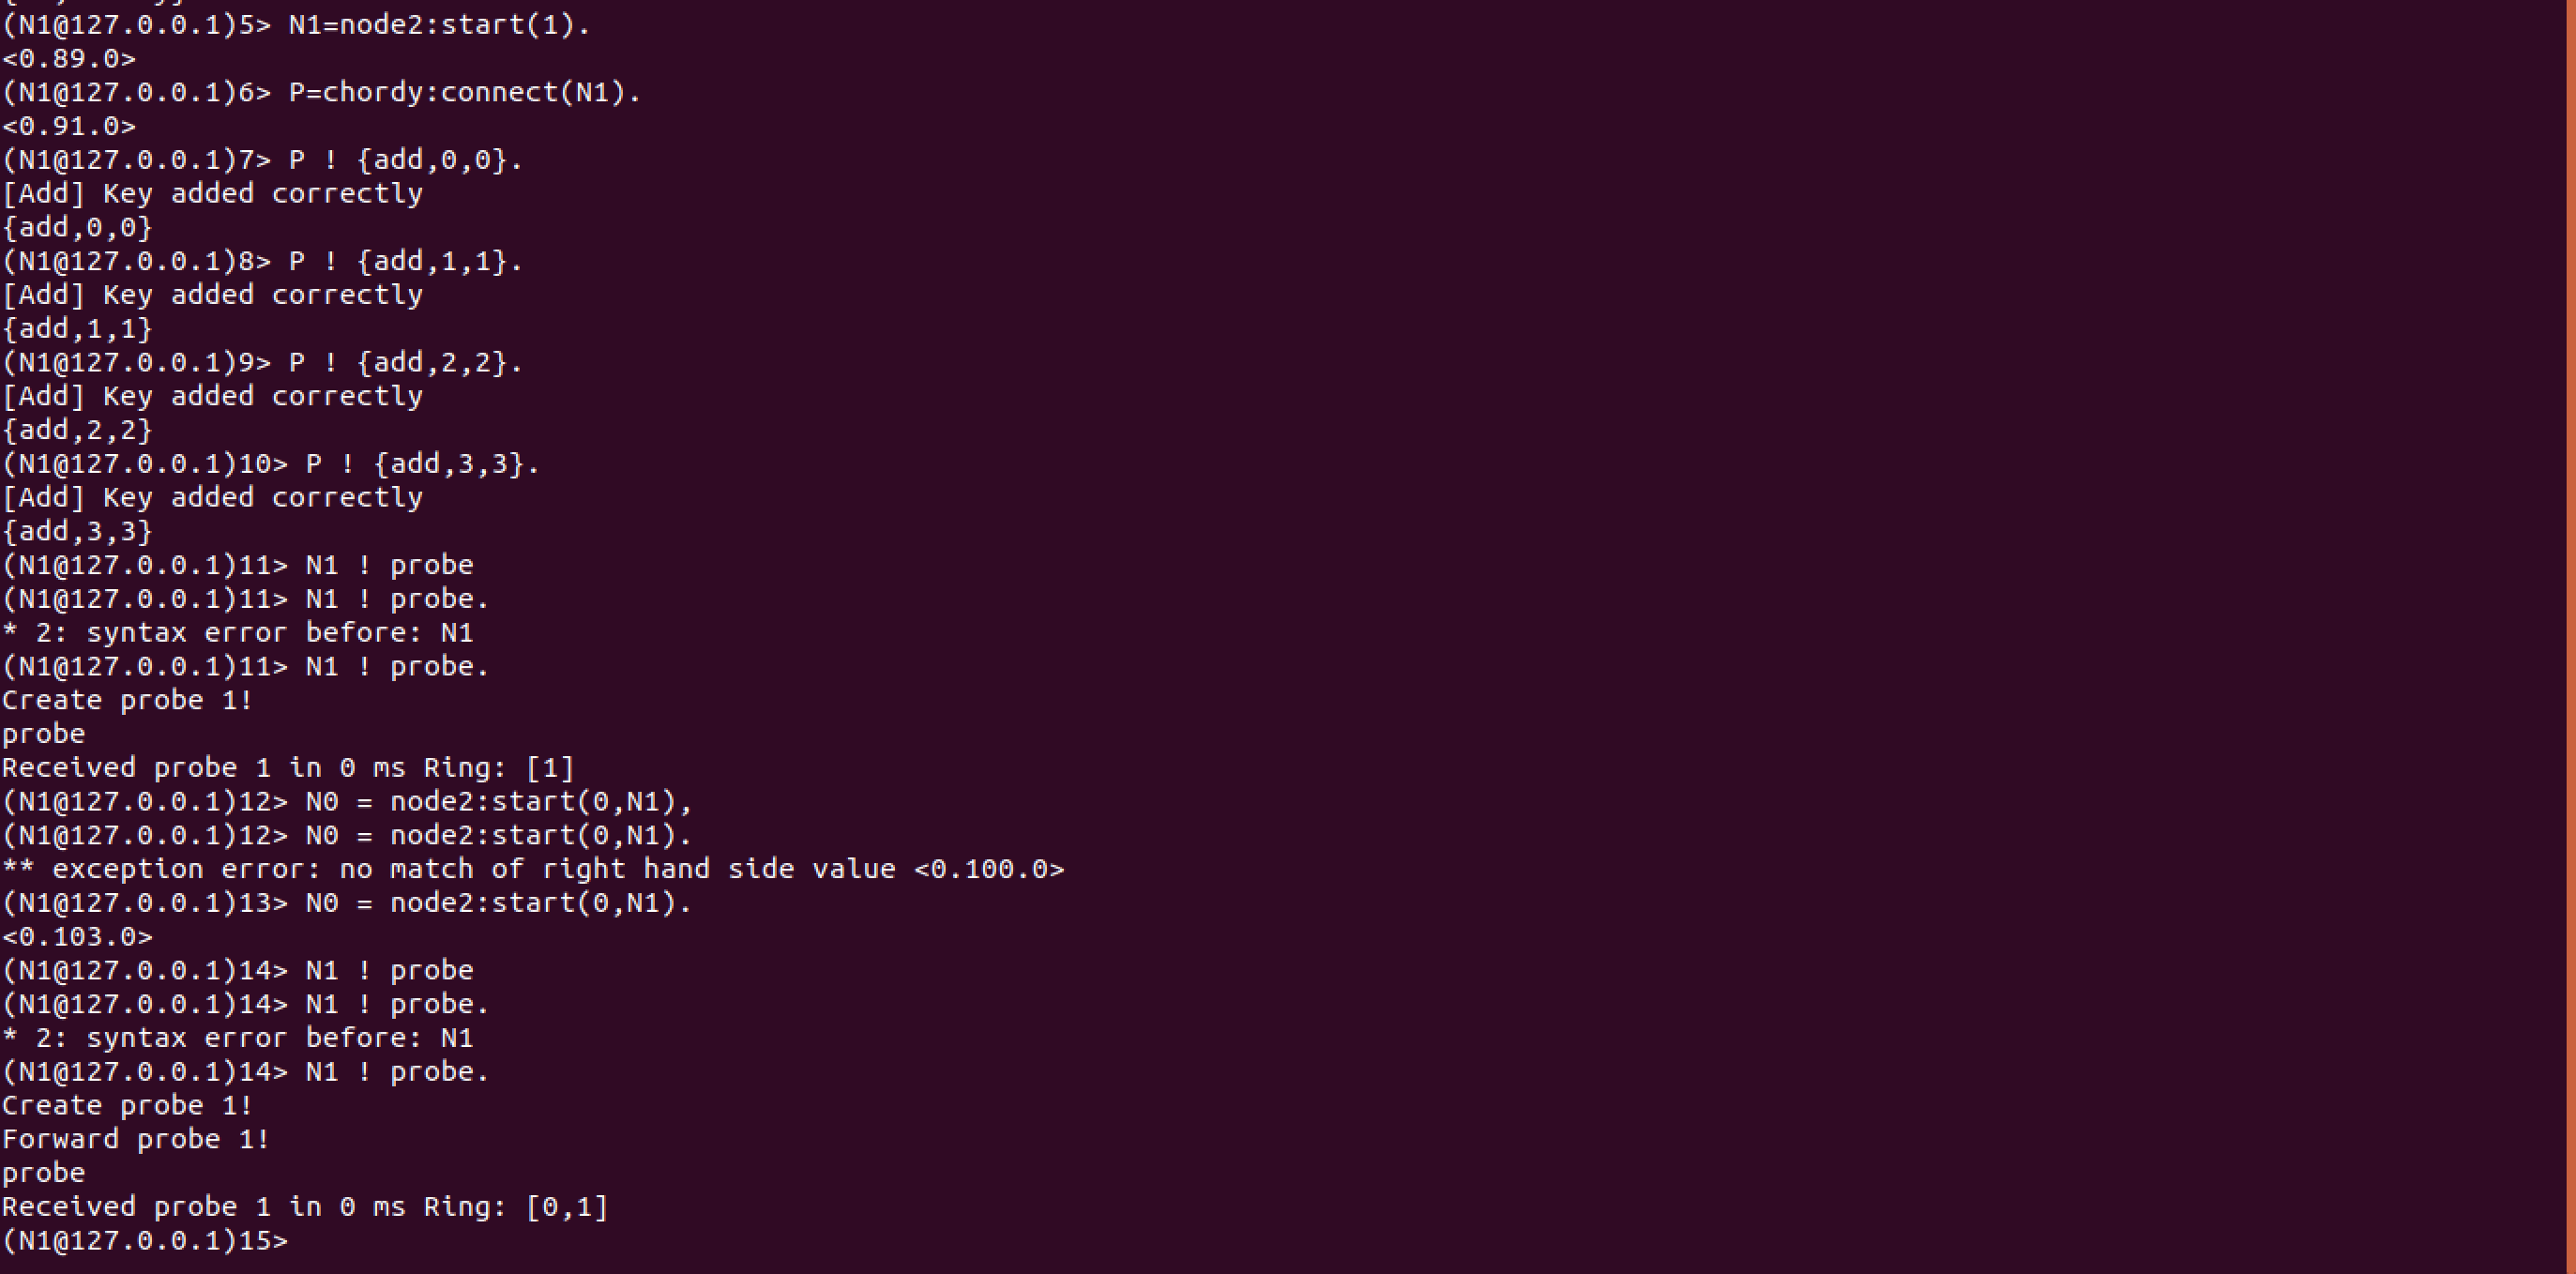 (N1@127.0.0.1)5> N1=node2:start(1).
<0.89.0>
(N1@127.0.0.1)6> P=chordy:connect(N1).
<0.91.0>
(N1@127.0.0.1)7> P ! {add,0,0}.
[Add] Key added correctly
{add,0,0}
(N1@127.0.0.1)8> P ! {add,1,1}.
[Add] Key added correctly
{add,1,1}
(N1@127.0.0.1)9> P ! {add,2,2}.
[Add] Key added correctly
{add,2,2}
(N1@127.0.0.1)10> P ! {add,3,3}.
[Add] Key added correctly
{add,3,3}
(N1@127.0.0.1)11> N1 ! probe
(N1@127.0.0.1)11> N1 ! probe.
* 2: syntax error before: N1
(N1@127.0.0.1)11> N1 ! probe.
Create probe 1!
probe
Received probe 1 in 0 ms Ring: [1]
(N1@127.0.0.1)12> N0 = node2:start(0,N1),
(N1@127.0.0.1)12> N0 = node2:start(0,N1).
** exception error: no match of right hand side value <0.100.0>
(N1@127.0.0.1)13> N0 = node2:start(0,N1).
<0.103.0>
(N1@127.0.0.1)14> N1 ! probe
(N1@127.0.0.1)14> N1 ! probe.
* 2: syntax error before: N1
(N1@127.0.0.1)14> N1 ! probe.
Create probe 1!
Forward probe 1!
probe
Received probe 1 in 0 ms Ring: [0,1]
(N1@127.0.0.1)15>